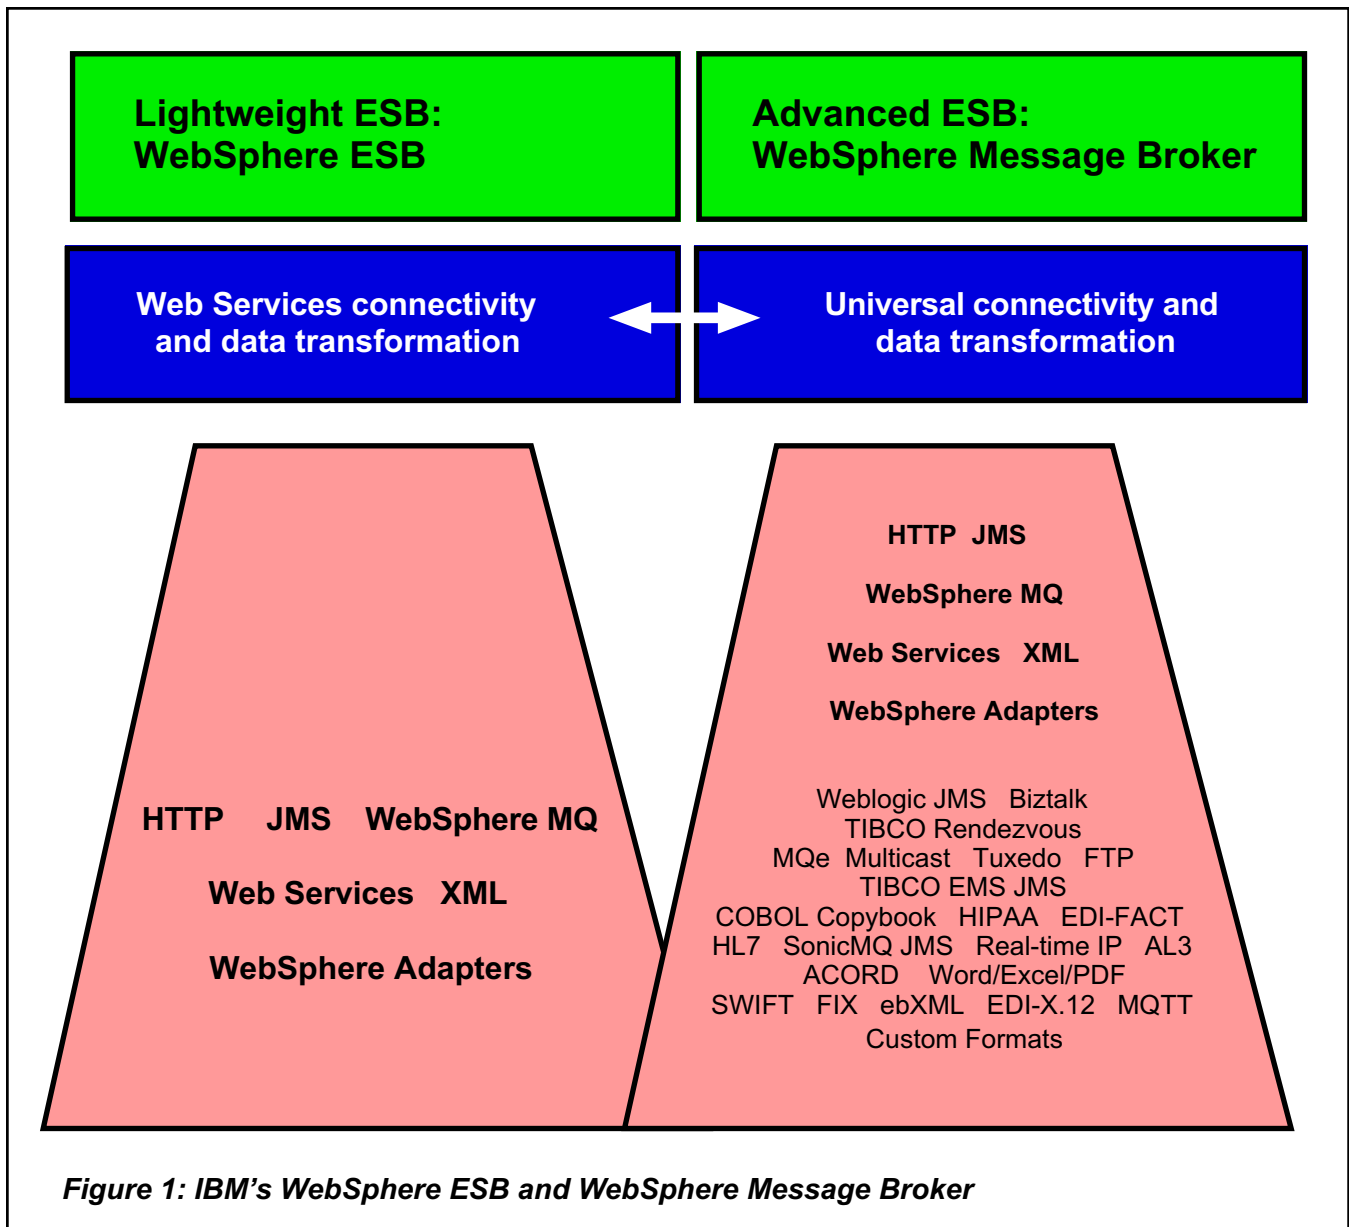 Lightweight ESB:
WebSphere ESB
Advanced ESB:
WebSphere Message Broker
Web Services connectivity
and data transformation
Universal connectivity and
data transformation
HTTP JMS WebSphere MQ
Web Services XML
WebSphere Adapters
HTTP JMS
WebSphere MQ
Web Services XML
WebSphere Adapters
Weblogic JMS Biztalk
TIBCO Rendezvous
MQe Multicast Tuxedo FTP
TIBCO EMS JMS
COBOL Copybook HIPAA EDI-FACT
HL7 SonicMQ JMS Real-time IP AL3
ACORD Word/Excel/PDF
SWIFT FIX ebXML EDI-X.12 MQTT
Custom Formats
Figure 1: IBM's WebSphere ESB and WebSphere Message Broker